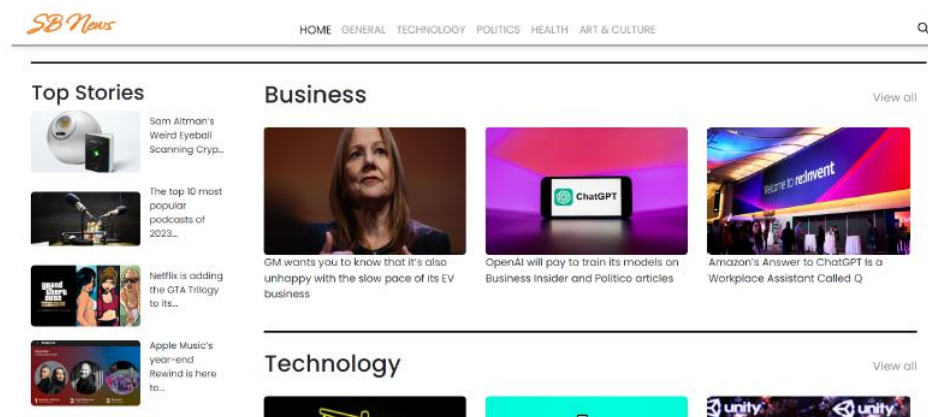 SB News
HOME GENERAL TECHNOLOGY POLITICS HEALTH ART & CULTURE
Top Stories
Sam Altman's
Weird Eyeball
Scanning Cryp...
The top 10 most
popular
podcasts of
2023...
Netflix is adding
the GTA Trilogy
to its...
Apple Music's
year-end
Rewind is here
to...
Business
View all
ChatGPT
Welcome to re:Invent
GM wants you to know that it's also
unhappy with the slow pace of its EV
business
OpenAI will pay to train its models on
Business Insider and Politico articles
Amazon's Answer to ChatGPT Is a
Workplace Assistant Called Q
grand
theft
auto
Technology
View all
unity
unity